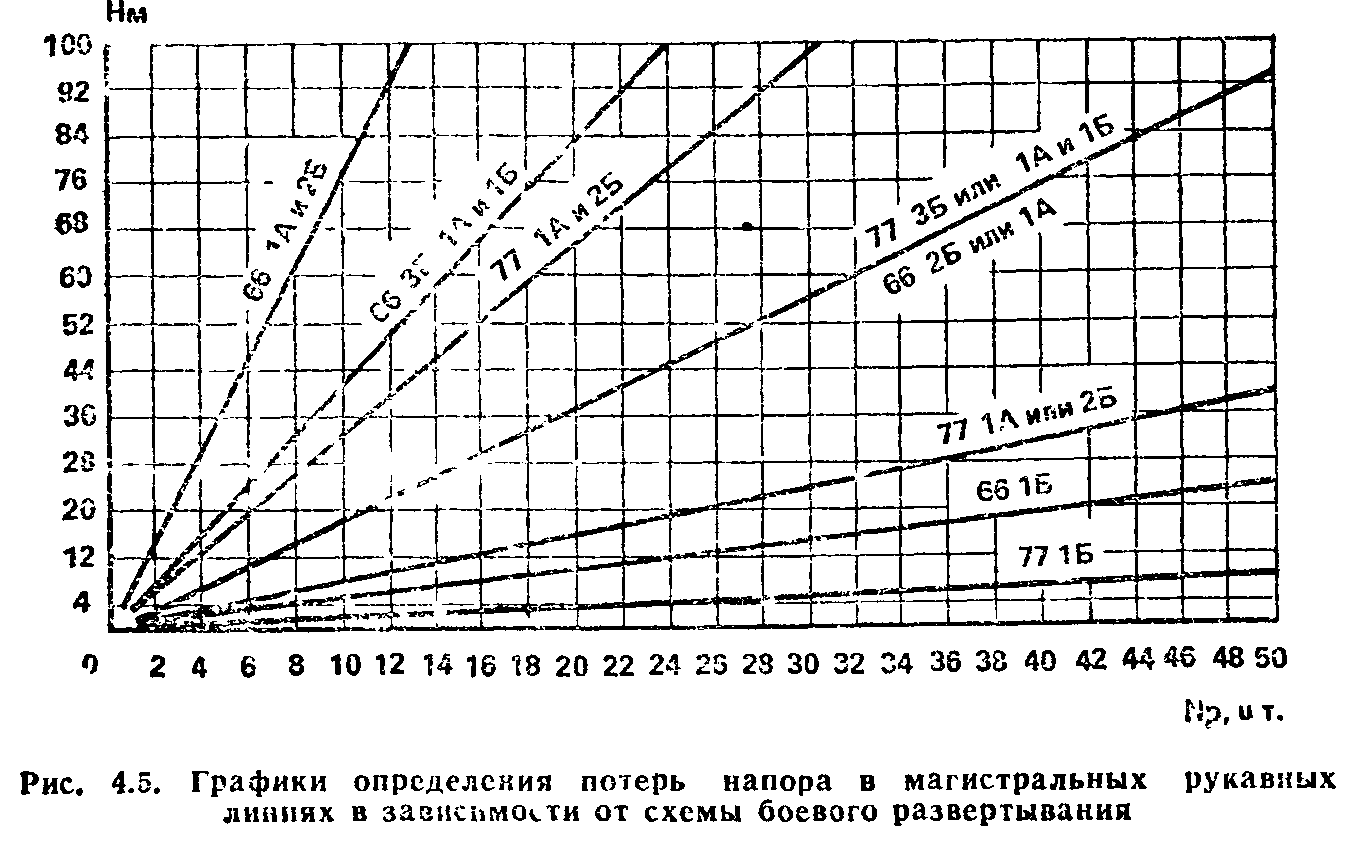 Нм
100
92
84
76
68
60
52
44
36
28
20
12
4
66 1А и 2Б
66 3Б 1А и 1Б
77 1А и 2Б
77 3Б или 1А и 1Б
66 2Б или 1А
77 1А или 2Б
66 1Б
77 1Б
0 2 4 6 8 10 12 14 16 18 20 22 24 26 28 30 32 34 36 38 40 42 44 46 48 50
Nр, шт.
Рис. 4.5. Графики определения потерь напора в магистральных рукавных
линиях в зависимости от схемы боевого развертывания